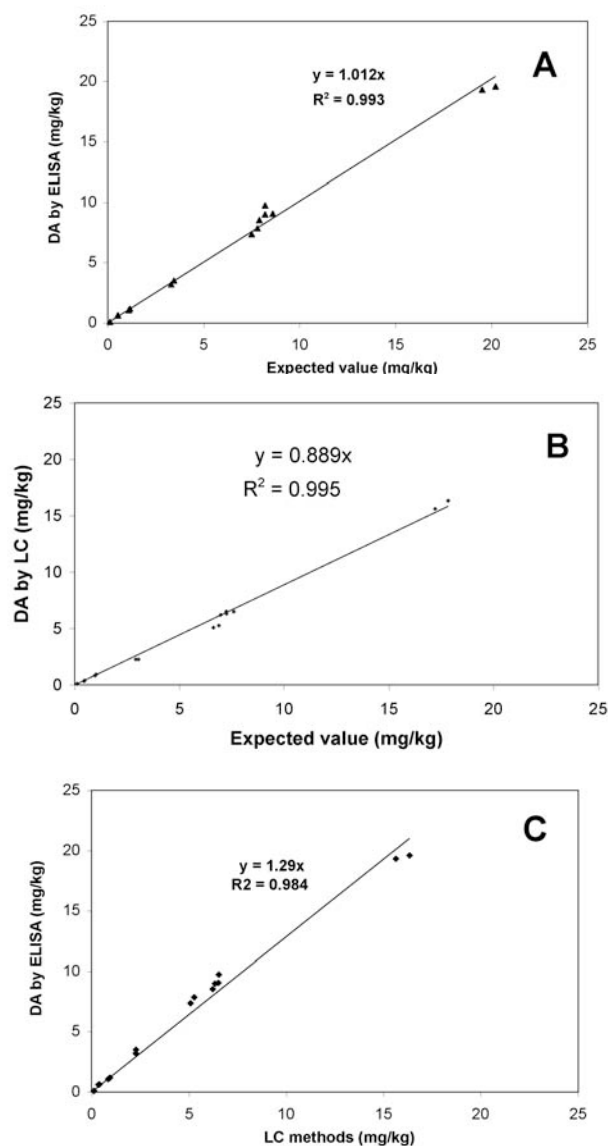 25
20
15
10
5
0
DA by ELISA (mg/kg)
y = 1.012x
R² = 0.993
A
0 5 10 15 20 25
Expected value (mg/kg)
25
20
15
10
5
0
DA by LC (mg/kg)
y = 0.889x
R² = 0.995
B
0 5 10 15 20 25
Expected value (mg/kg)
25
20
15
10
5
0
DA by ELISA (mg/kg)
y = 1.29x
R2 = 0.984
C
0 5 10 15 20 25
LC methods (mg/kg)